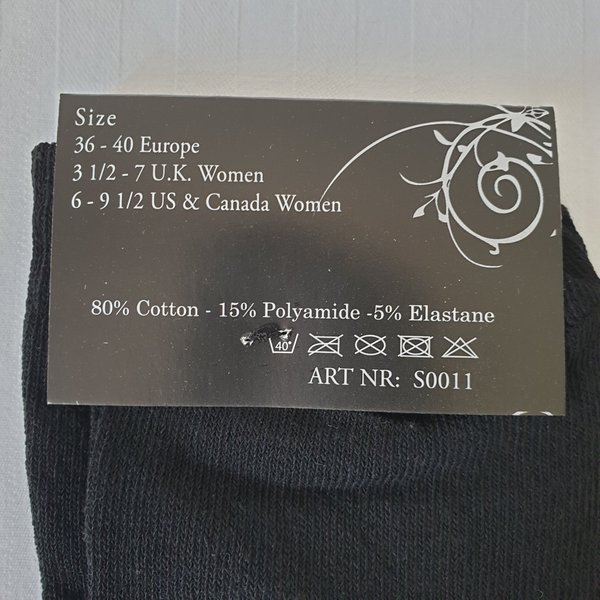 Size
36 - 40 Europe
3 1/2 - 7 U.K. Women
6 - 9 1/2 US & Canada Women
80% Cotton - 15% Polyamide -5% Elastane
40°
ART NR: S0011